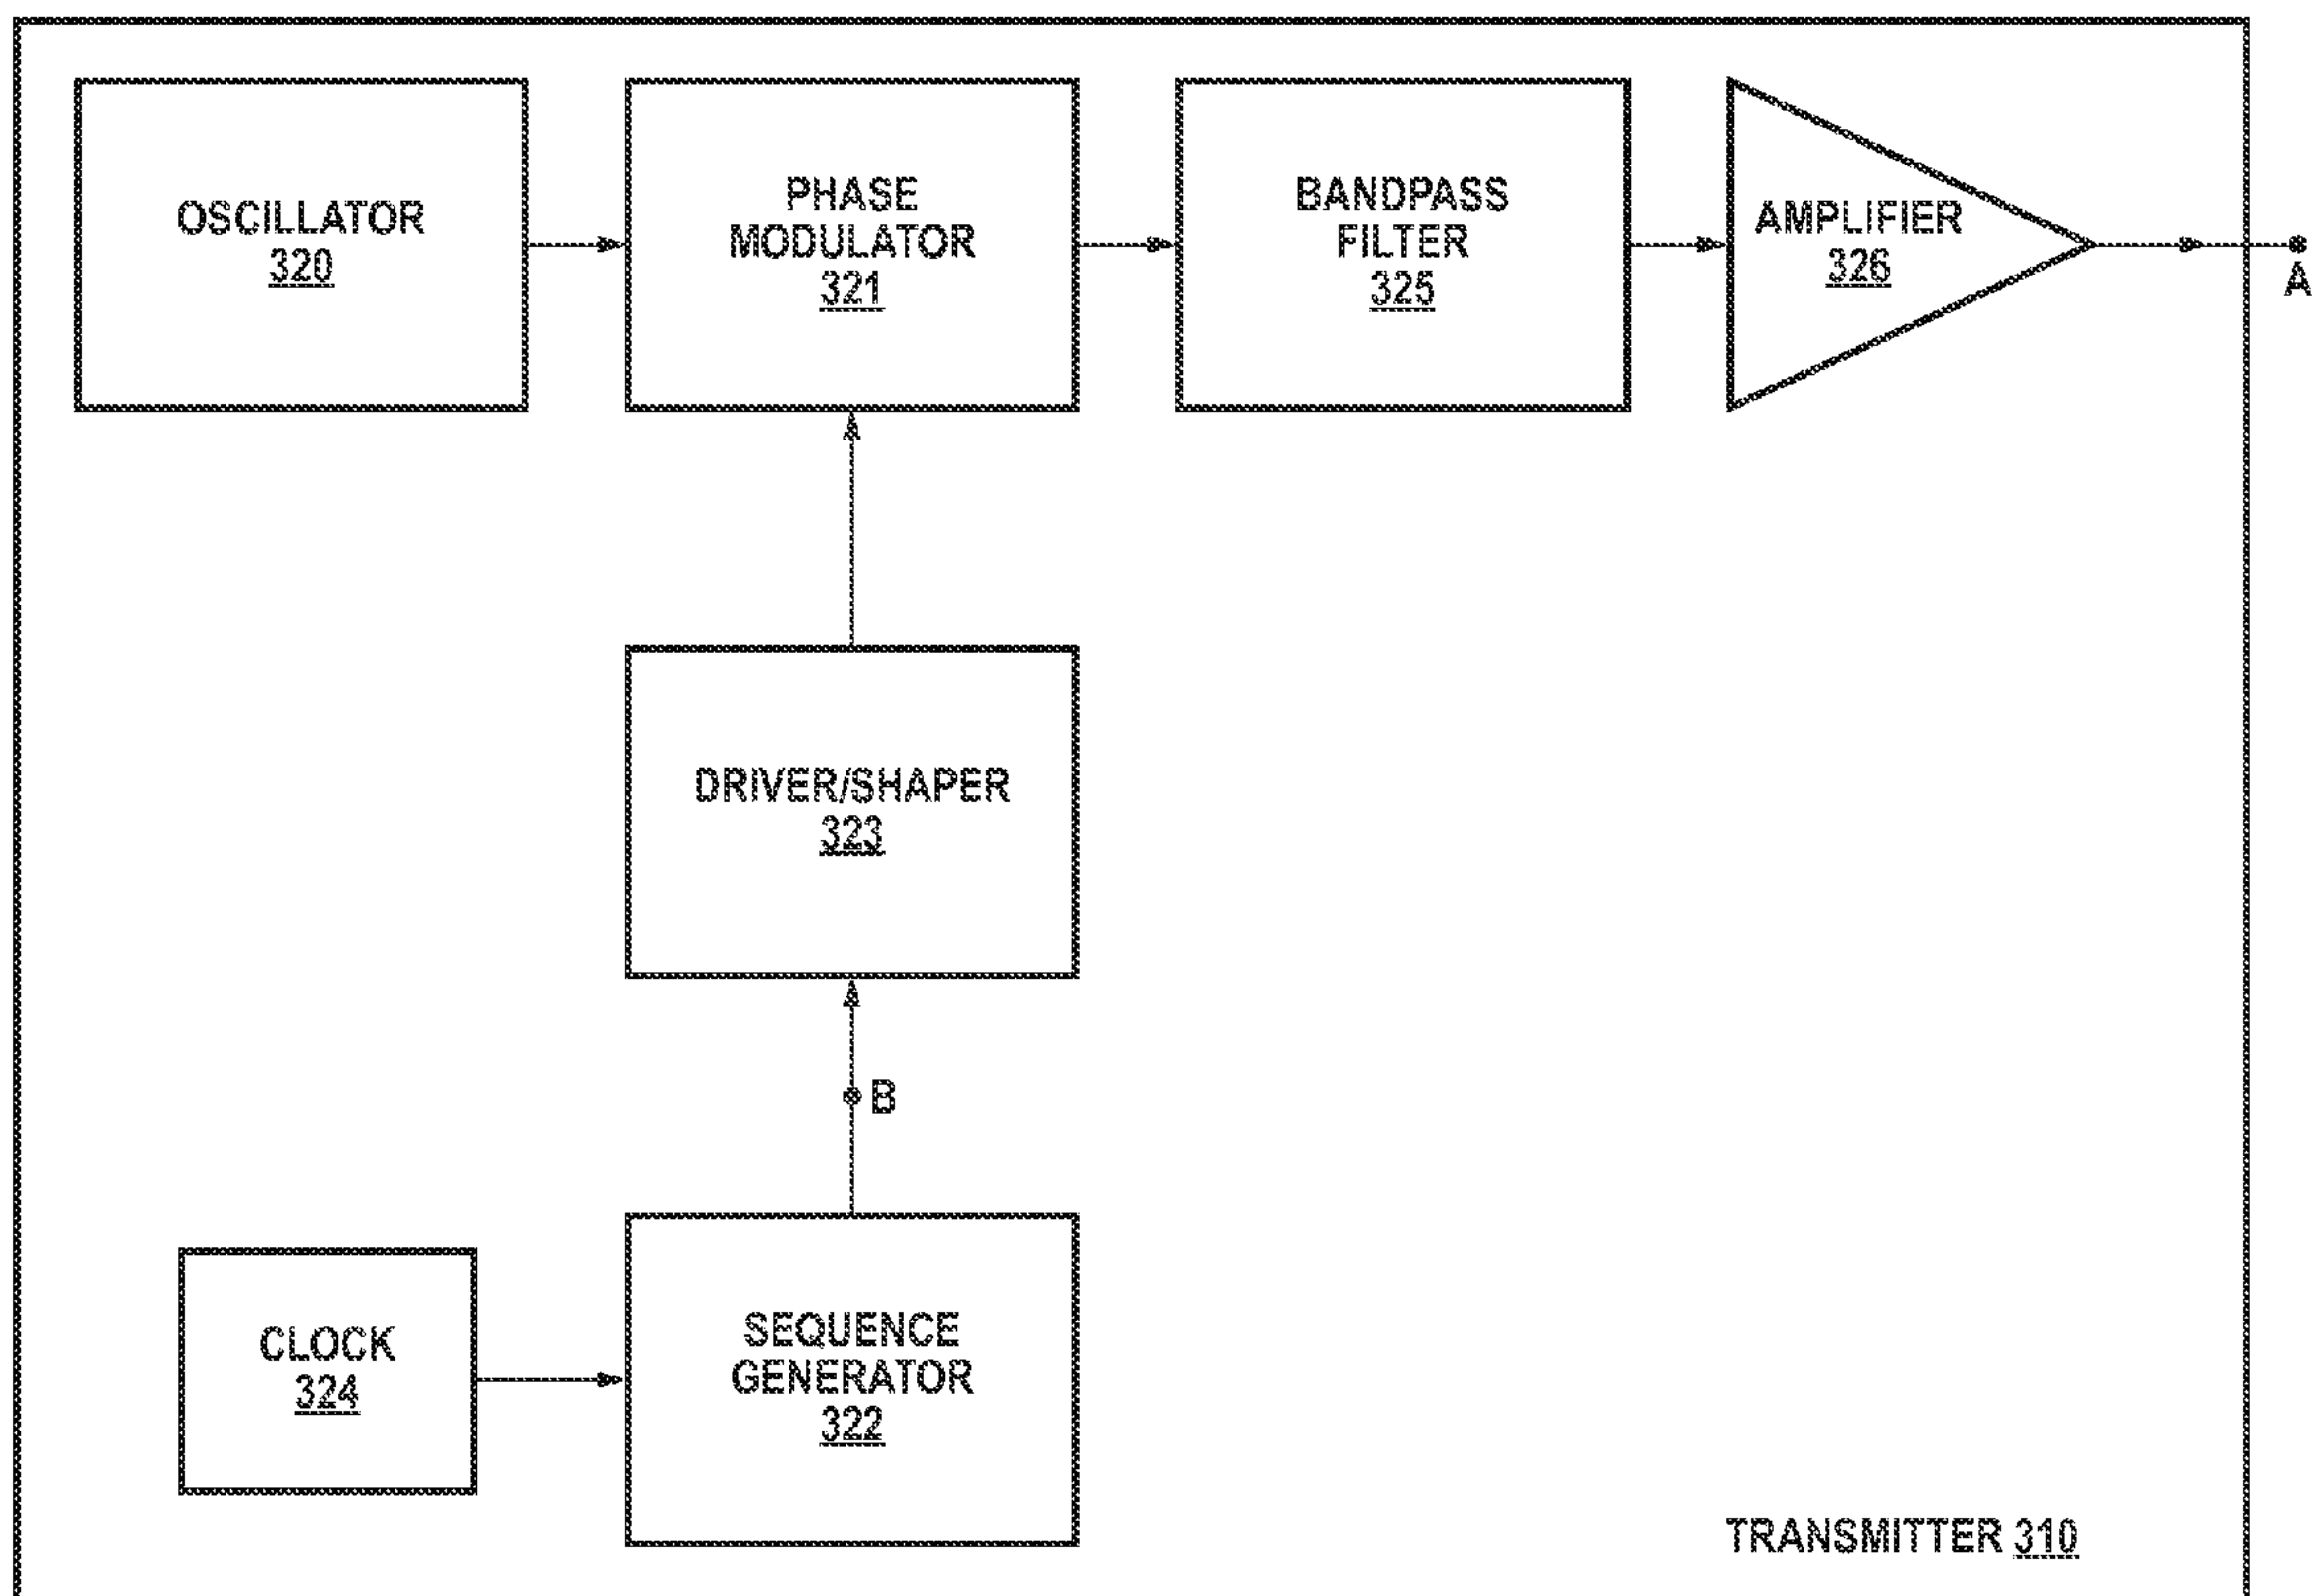 OSCILLATOR
320
PHASE
MODULATOR
321
BANDPASS
FILTER
325
AMPLIFIER
326
A
DRIVER/SHAPER
323
B
CLOCK
324
SEQUENCE
GENERATOR
322
TRANSMITTER 310